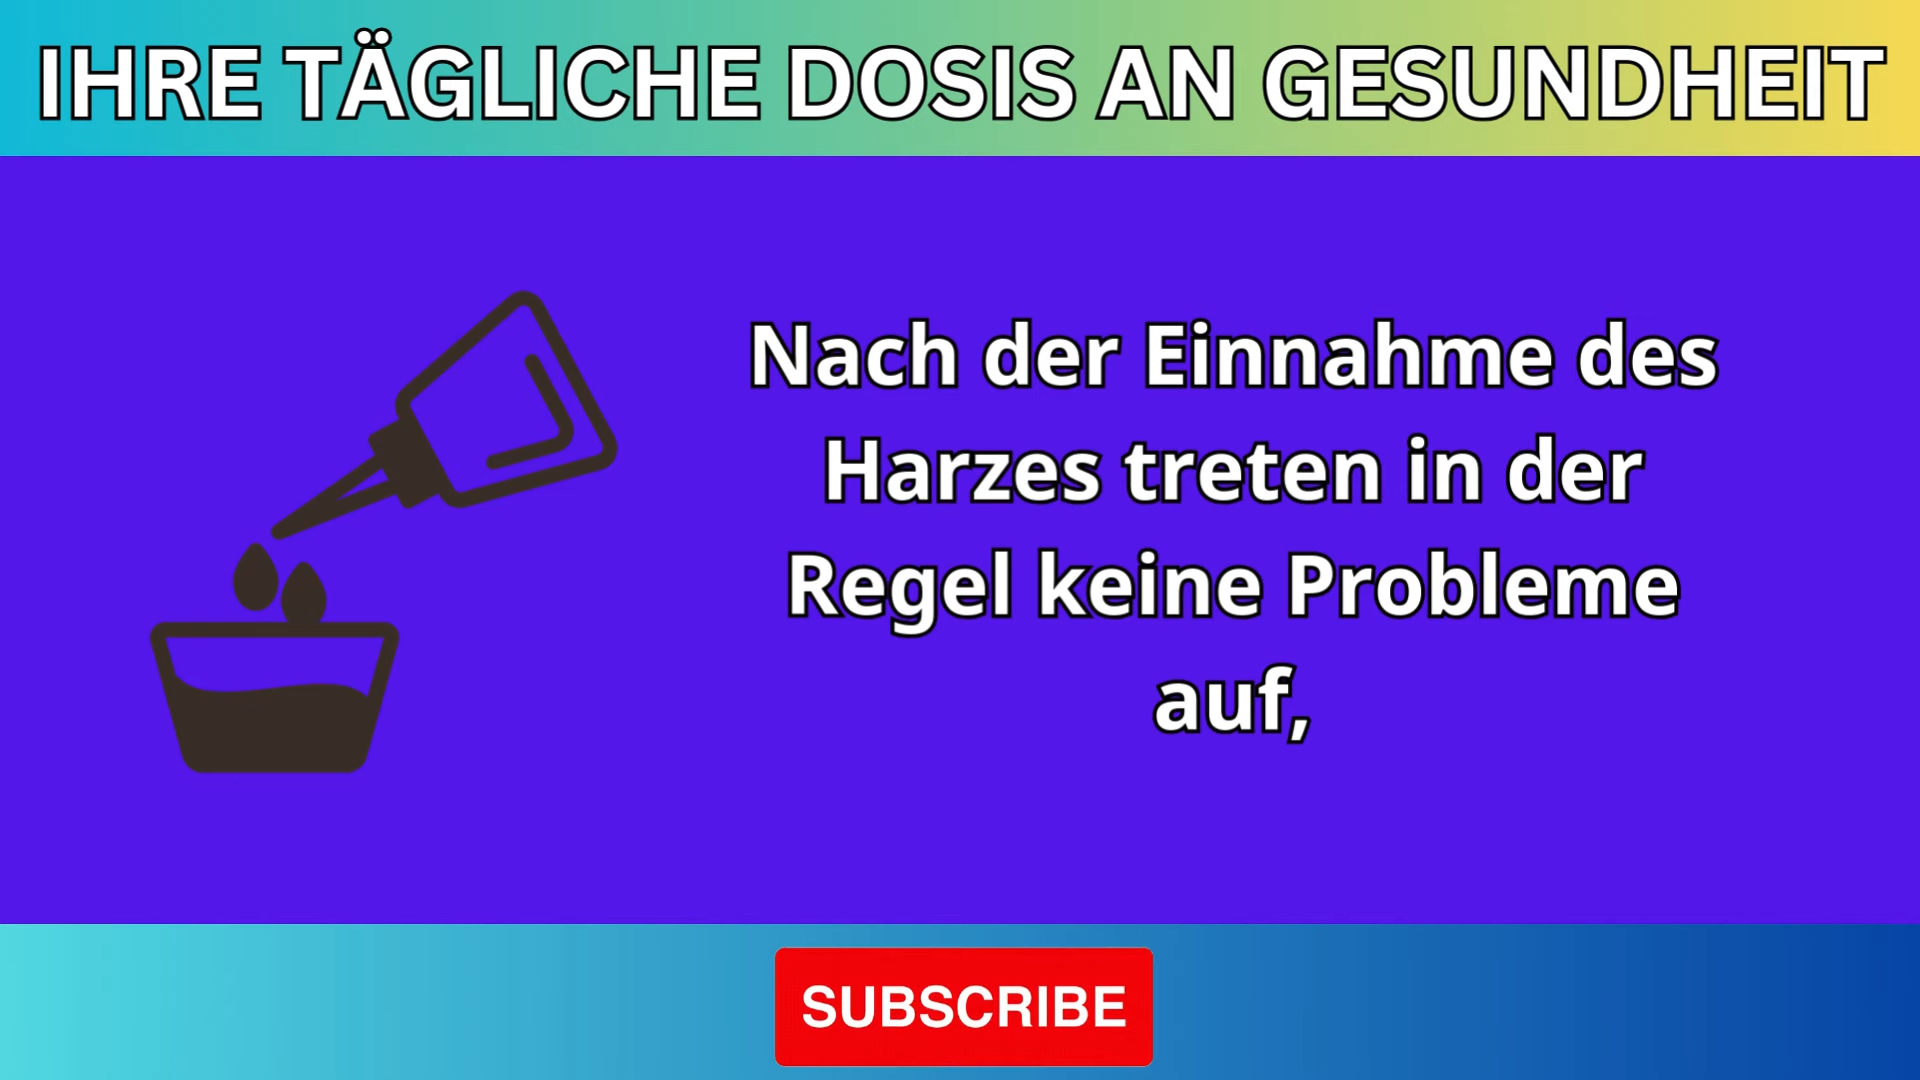 IHRE TÄGLICHE DOSIS AN GESUNDHEIT
Nach der Einnahme des
Harzes treten in der
Regel keine Probleme
auf,
SUBSCRIBE